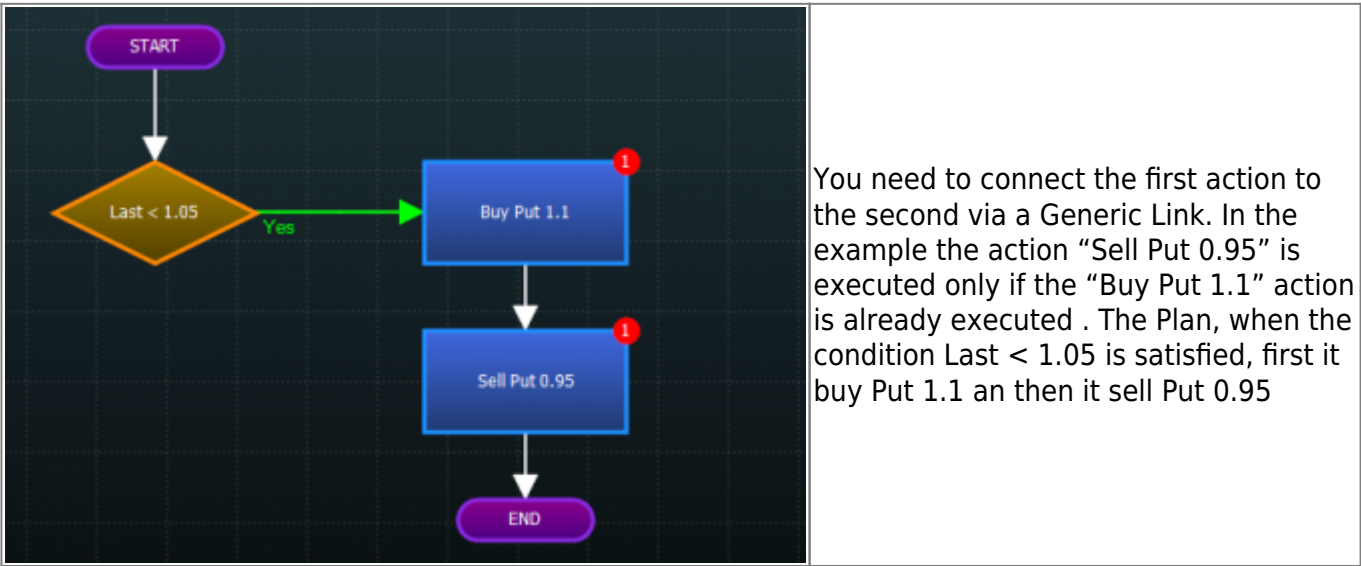 START
Last < 1.05
Yes
1
Buy Put 1.1
1
Sell Put 0.95
END
You need to connect the first action to
the second via a Generic Link. In the
example the action “Sell Put 0.95” is
executed only if the “Buy Put 1.1” action
is already executed . The Plan, when the
condition Last < 1.05 is satisfied, first it
buy Put 1.1 an then it sell Put 0.95